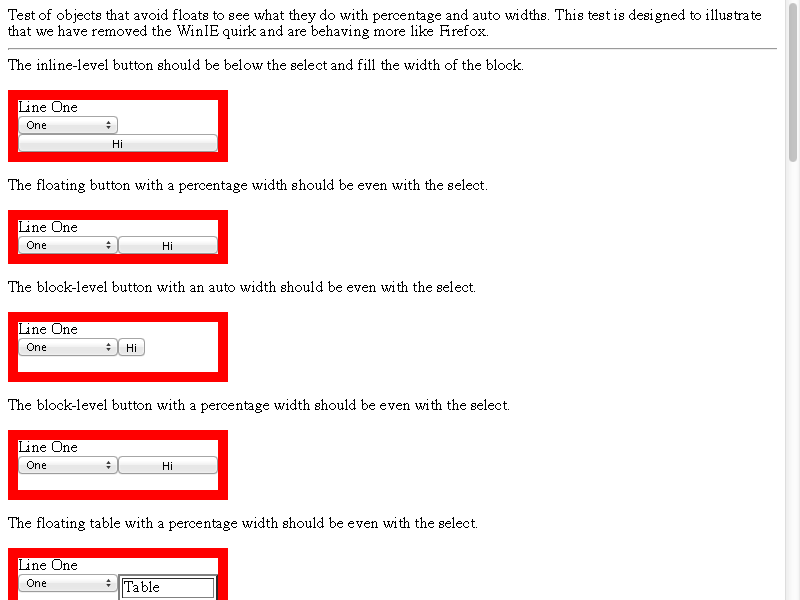 Test of objects that avoid floats to see what they do with percentage and auto widths. This test is designed to illustrate
that we have removed the WinIE quirk and are behaving more like Firefox.
The inline-level button should be below the select and fill the width of the block.
Line One
One
Hi
The floating button with a percentage width should be even with the select.
Line One
One Hi
The block-level button with an auto width should be even with the select.
Line One
One Hi
The block-level button with a percentage width should be even with the select.
Line One
One Hi
The floating table with a percentage width should be even with the select.
Line One
One Table